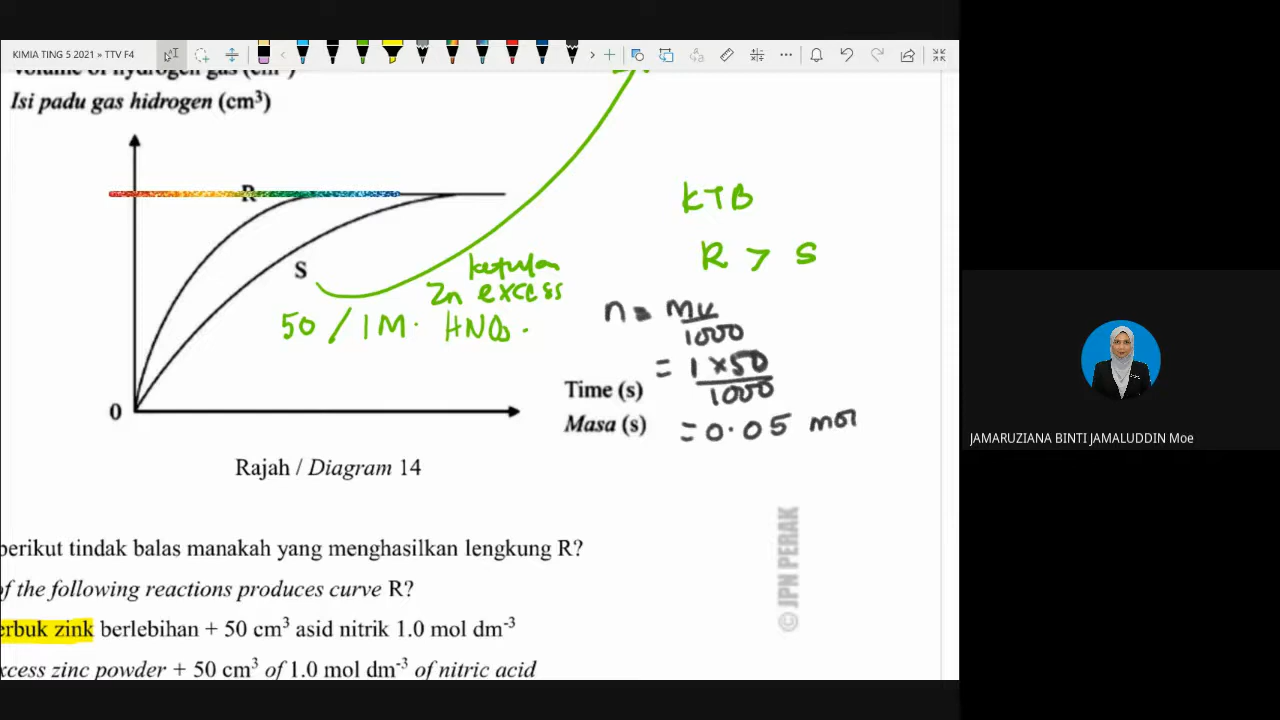 KIMIA TING 5 2021 » TTV F4
Volume of hydrogen gas (cm³)
Isi padu gas hidrogen (cm³)
R
S
ketulan
Zn excess
50 / 1M. HNO₃.
KTB
R > S
n = MV
1000
= 1 x 50
1000
= 0.05 mol
Time (s)
Masa (s)
0
Rajah / Diagram 14
berikut tindak balas manakah yang menghasilkan lengkung R?
of the following reactions produces curve R?
erbuk zink berlebihan + 50 cm³ asid nitrik 1.0 mol dm⁻³
xcess zinc powder + 50 cm³ of 1.0 mol dm⁻³ of nitric acid
© JPN PERAK
JAMARUZIANA BINTI JAMALUDDIN Moe